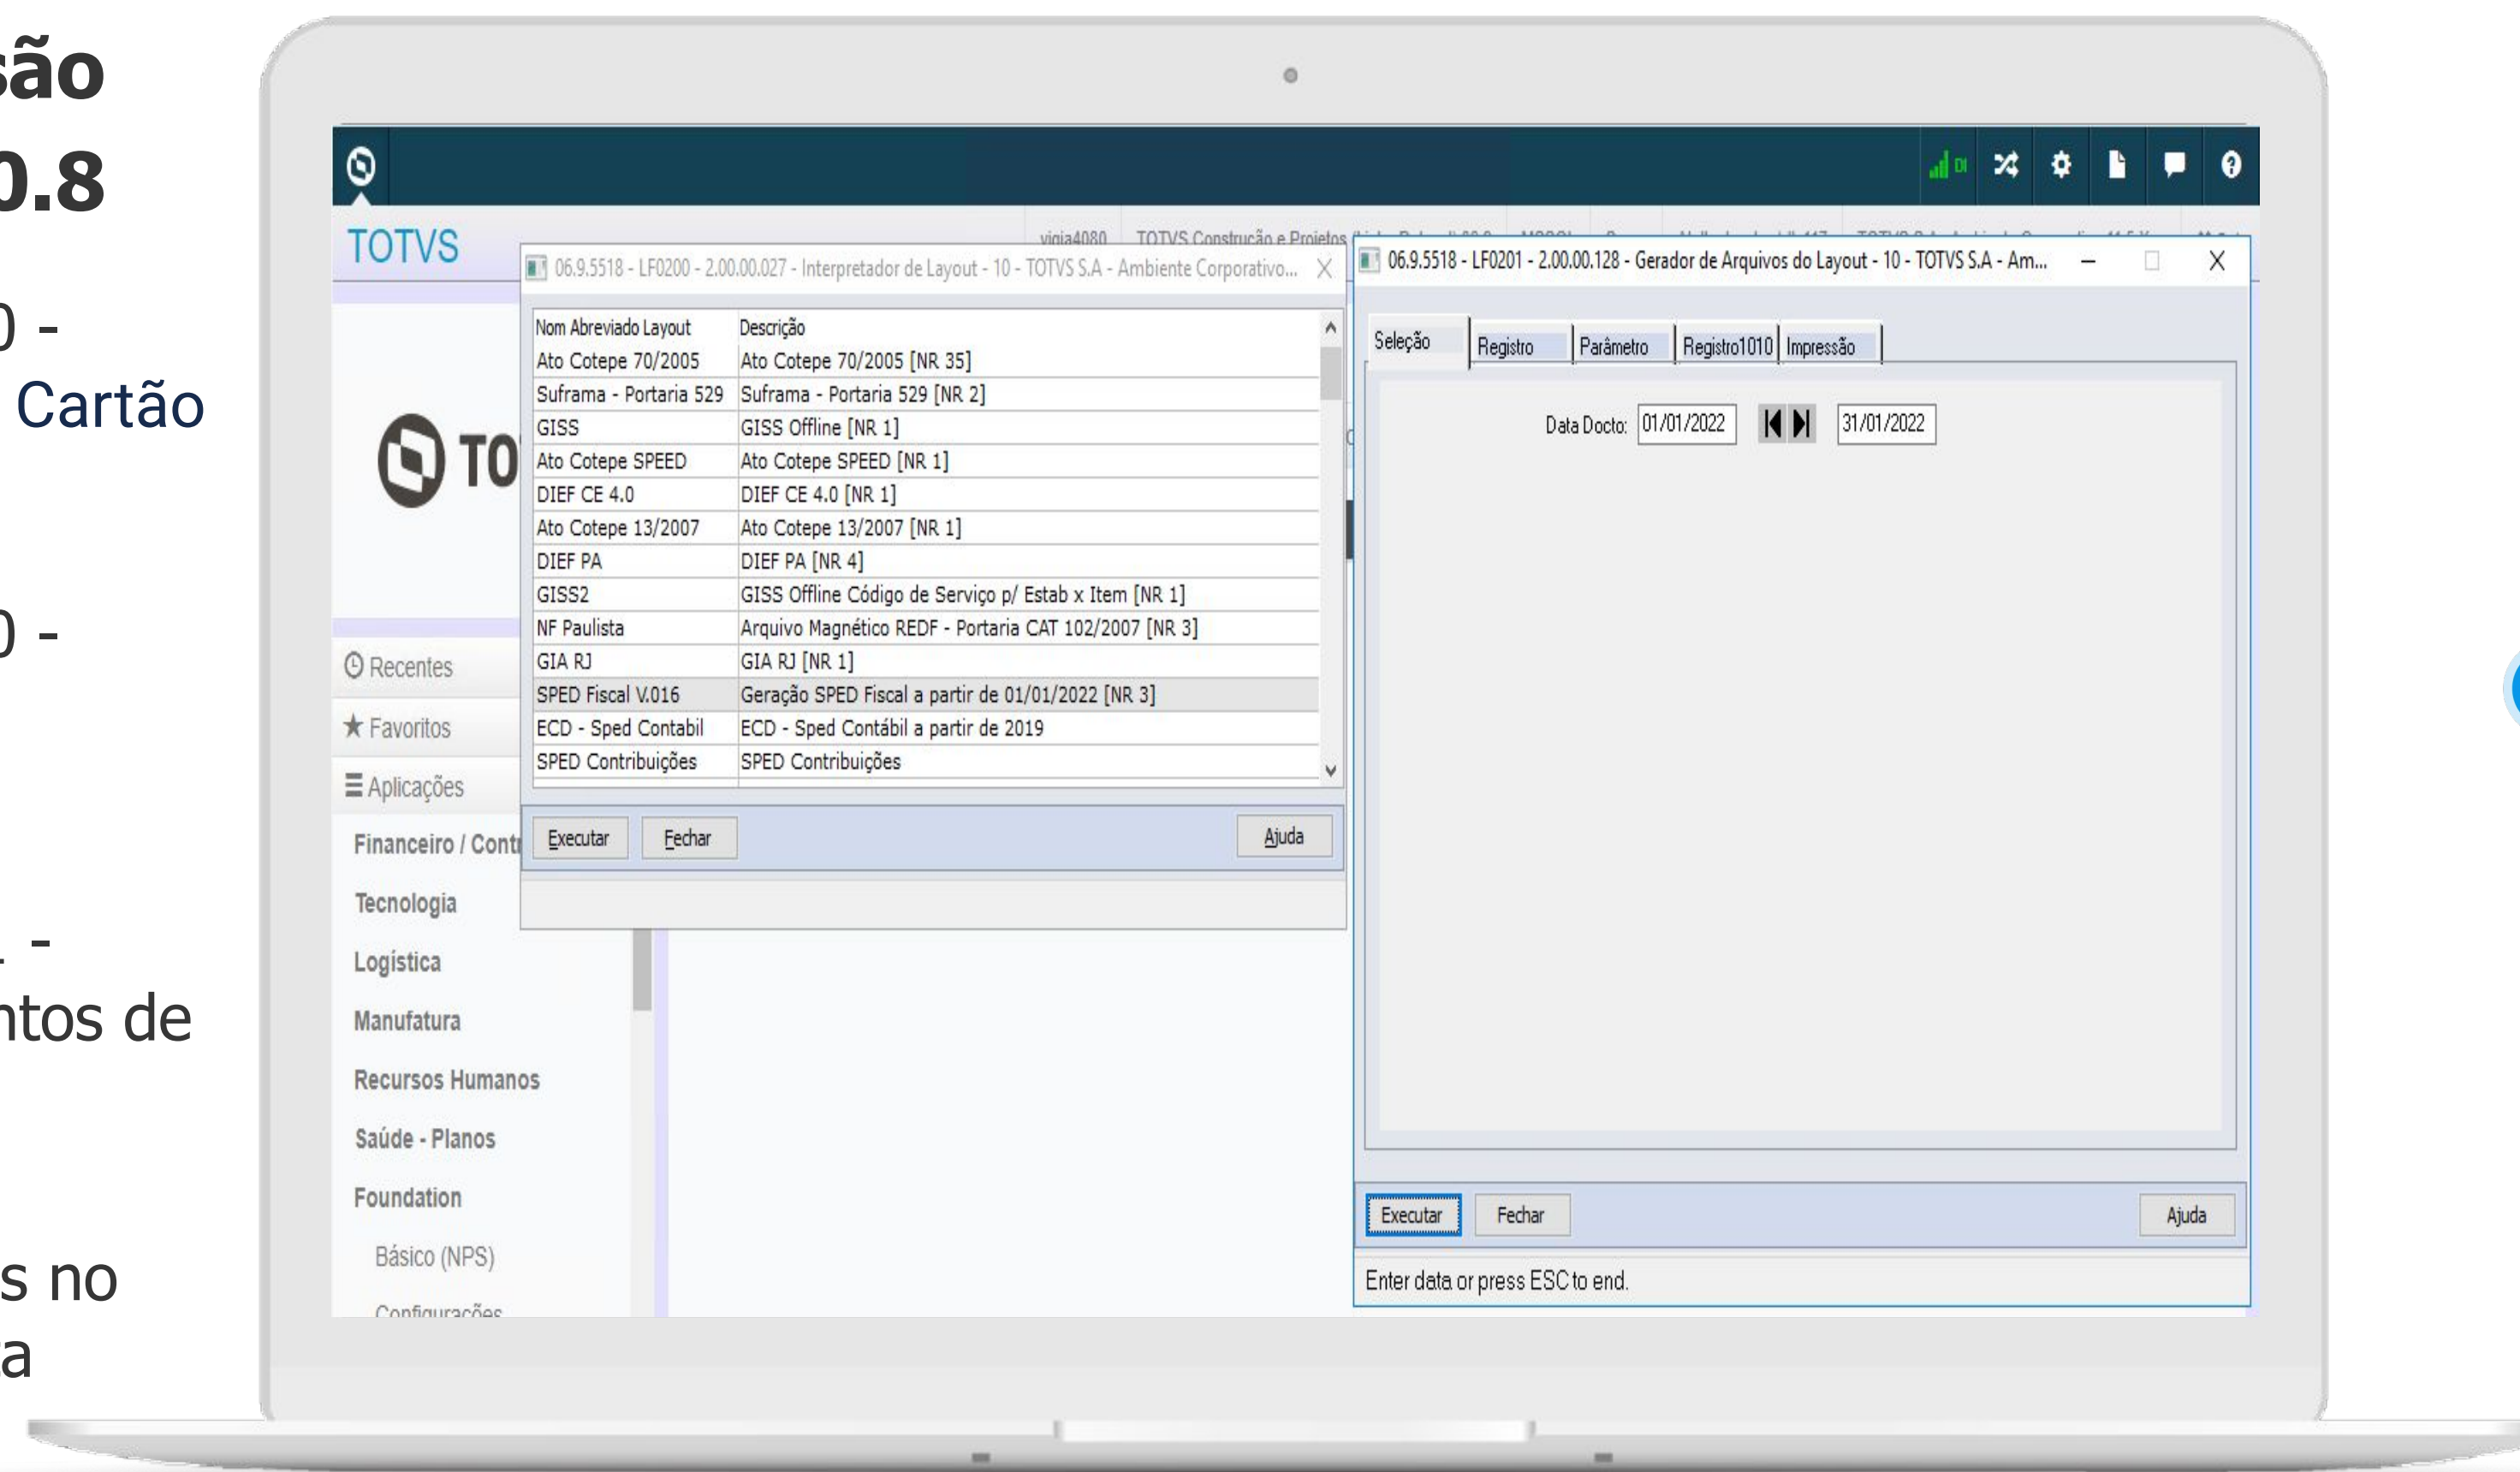 são
0.8
0 -
Cartão
0 -
-
ntos de
s no
ta
DI
TOTVS
vigia4080 TOTVS Construção e Projetos
06.9.5518 - LF0200 - 2.00.00.027 - Interpretador de Layout - 10 - TOTVS S.A - Ambiente Corporativo...
Nom Abreviado Layout Descrição
Ato Cotepe 70/2005 Ato Cotepe 70/2005 [NR 35]
Suframa - Portaria 529 Suframa - Portaria 529 [NR 2]
GISS GISS Offline [NR 1]
Ato Cotepe SPEED Ato Cotepe SPEED [NR 1]
DIEF CE 4.0 DIEF CE 4.0 [NR 1]
Ato Cotepe 13/2007 Ato Cotepe 13/2007 [NR 1]
DIEF PA DIEF PA [NR 4]
GISS2 GISS Offline Código de Serviço p/ Estab x Item [NR 1]
NF Paulista Arquivo Magnético REDF - Portaria CAT 102/2007 [NR 3]
GIA RJ GIA RJ [NR 1]
SPED Fiscal V.016 Geração SPED Fiscal a partir de 01/01/2022 [NR 3]
ECD - Sped Contabil ECD - Sped Contábil a partir de 2019
SPED Contribuições SPED Contribuições
Executar Fechar Ajuda
TO
Recentes
Favoritos
Aplicações
Financeiro / Contr
Tecnologia
Logística
Manufatura
Recursos Humanos
Saúde - Planos
Foundation
Básico (NPS)
Configurações
06.9.5518 - LF0201 - 2.00.00.128 - Gerador de Arquivos do Layout - 10 - TOTVS S.A - Am...
Seleção Registro Parâmetro Registro1010 Impressão
Data Docto: 01/01/2022 31/01/2022
Executar Fechar Ajuda
Enter data or press ESC to end.